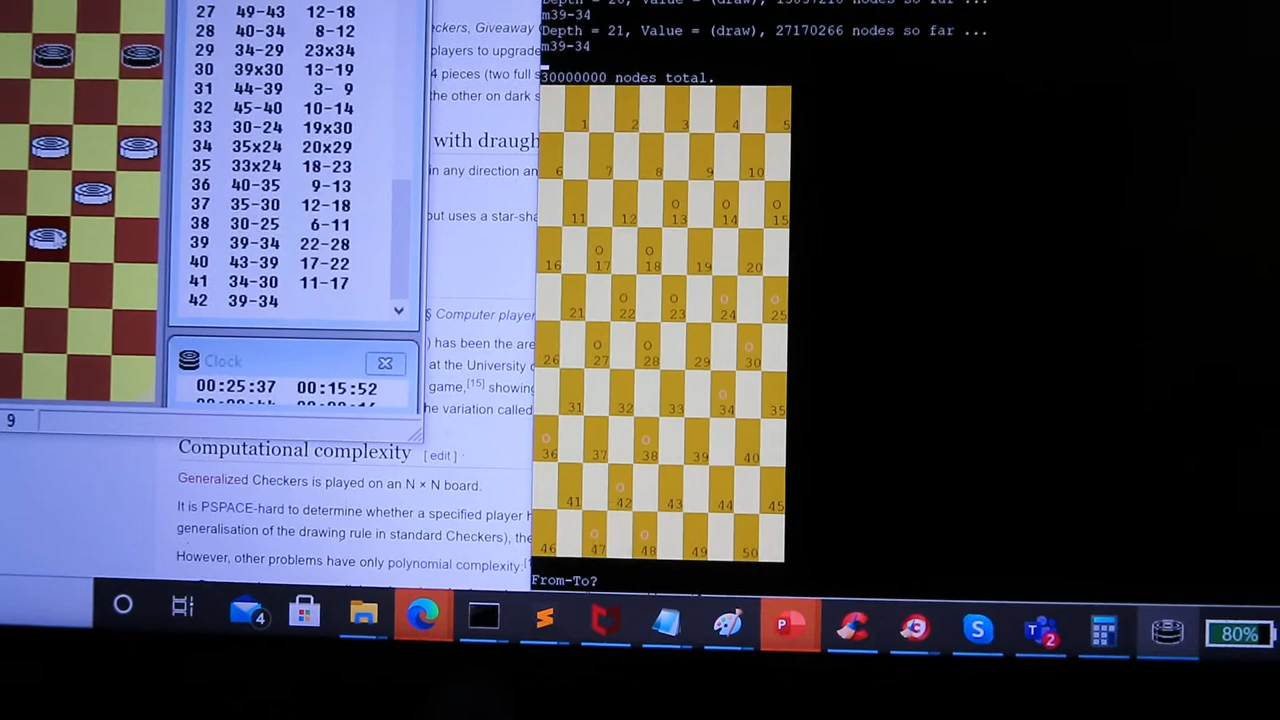 27 49-43 12-18
28 40-34 8-12
29 34-29 23x34
30 39x30 13-19
31 44-39 3- 9
32 45-40 10-14
33 30-24 19x30
34 35x24 20x29
35 33x24 18-23
36 40-35 9-13
37 35-30 12-18
38 30-25 6-11
39 39-34 22-28
40 43-39 17-22
41 34-30 11-17
42 39-34
Clock
00:25:37 00:15:52
9
ckers, Giveaway
players to upgrade
4 pieces (two full s
the other on dark s
with draugh
in any direction an
out uses a star-sha
§ Computer player
) has been the are
at the University o
game,[15] showing
he variation called
Computational complexity [ edit ]
Generalized Checkers is played on an N × N board.
It is PSPACE-hard to determine whether a specified player h
generalisation of the drawing rule in standard Checkers), the
However, other problems have only polynomial complexity:[
m39-34
Depth = 21, Value = (draw), 27170266 nodes so far ...
m39-34
30000000 nodes total.
1 2 3 4 5
6 7 8 9 10
O O O
11 12 13 14 15
O O
16 17 18 19 20
O O O O
21 22 23 24 25
O O O
26 27 28 29 30
O
31 32 33 34 35
O O
36 37 38 39 40
O
41 42 43 44 45
O O
46 47 48 49 50
From-To?
4
P
3
S
T
2
80%